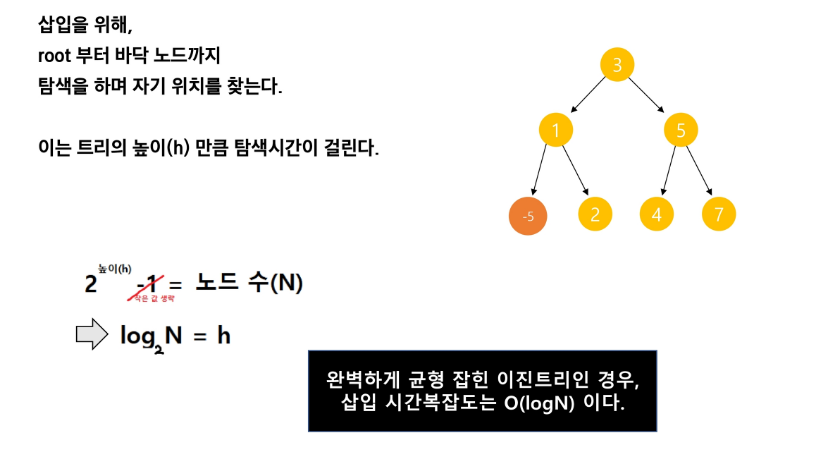 삽입을 위해,
root 부터 바닥 노드까지
탐색을 하며 자기 위치를 찾는다.
이는 트리의 높이(h) 만큼 탐색시간이 걸린다.
3
1 5
-5 2 4 7
2 높이(h) -1 = 노드 수(N)
작은 값 생략
log2N = h
완벽하게 균형 잡힌 이진트리인 경우,
삽입 시간복잡도는 O(logN) 이다.